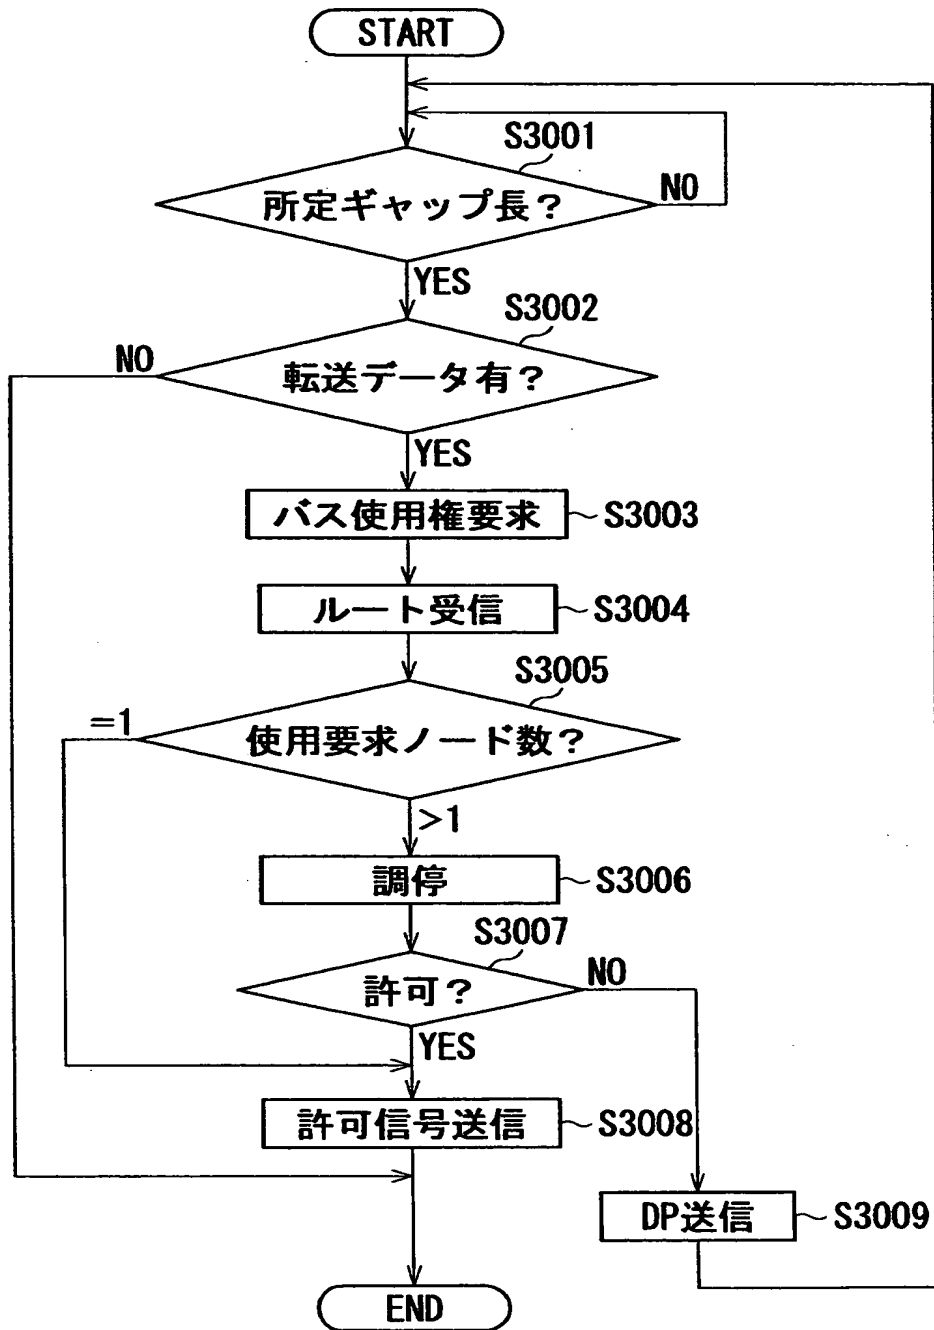 START
S3001
所定ギャップ長?
NO
YES
S3002
NO
転送データ有?
YES
バス使用権要求
S3003
ルート受信
S3004
S3005
=1
使用要求ノード数?
>1
調停
S3006
S3007
許可?
NO
YES
許可信号送信
S3008
DP送信
S3009
END